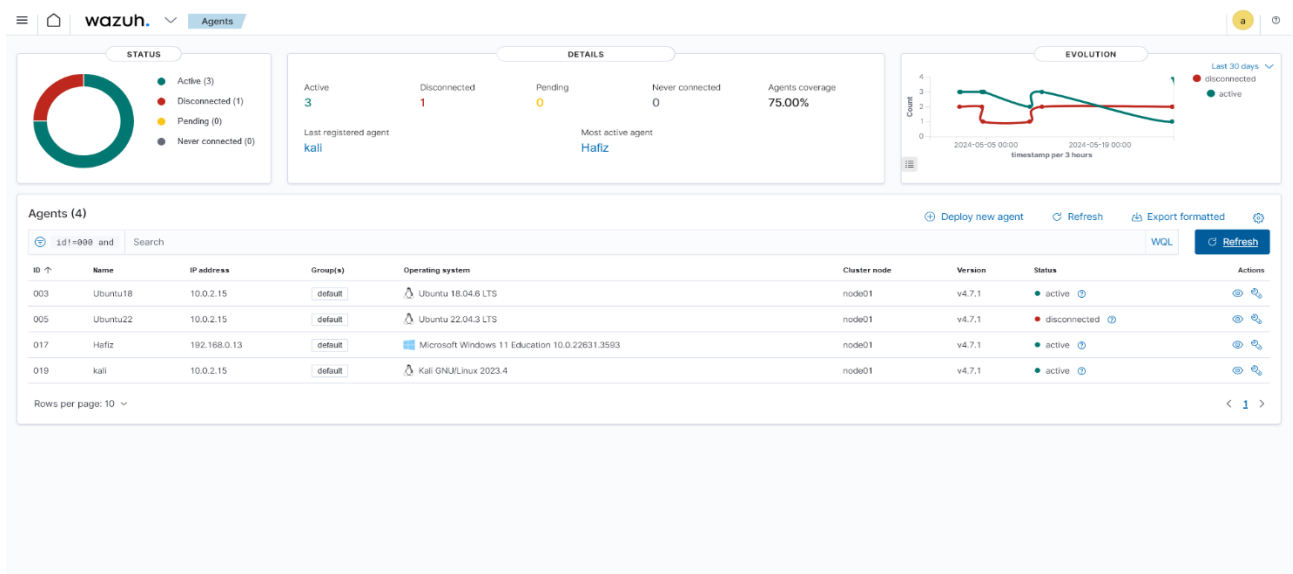 wazuh. Agents a
STATUS
Active (3)
Disconnected (1)
Pending (0)
Never connected (0)
DETAILS
Active Disconnected Pending Never connected Agents coverage
3 1 0 0 75.00%
Last registered agent Most active agent
kali Hafiz
EVOLUTION
Last 30 days
disconnected
active
Count
4
3
2
1
0
2024-05-05 00:00 2024-05-19 00:00
timestamp per 3 hours
Agents (4) Deploy new agent Refresh Export formatted
id!=000 and Search WQL Refresh
ID Name IP address Group(s) Operating system Cluster node Version Status Actions
003 Ubuntu18 10.0.2.15 default Ubuntu 18.04.6 LTS node01 v4.7.1 active
005 Ubuntu22 10.0.2.15 default Ubuntu 22.04.3 LTS node01 v4.7.1 disconnected
017 Hafiz 192.168.0.13 default Microsoft Windows 11 Education 10.0.22631.3593 node01 v4.7.1 active
019 kali 10.0.2.15 default Kali GNU/Linux 2023.4 node01 v4.7.1 active
Rows per page: 10 < 1 >